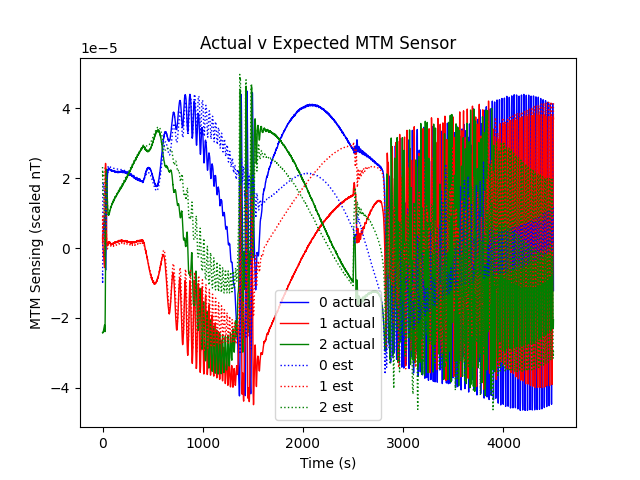 Actual v Expected MTM Sensor
1e−5
4
2
0
−2
−4
MTM Sensing (scaled nT)
0 actual
1 actual
2 actual
0 est
1 est
2 est
0 1000 2000 3000 4000
Time (s)